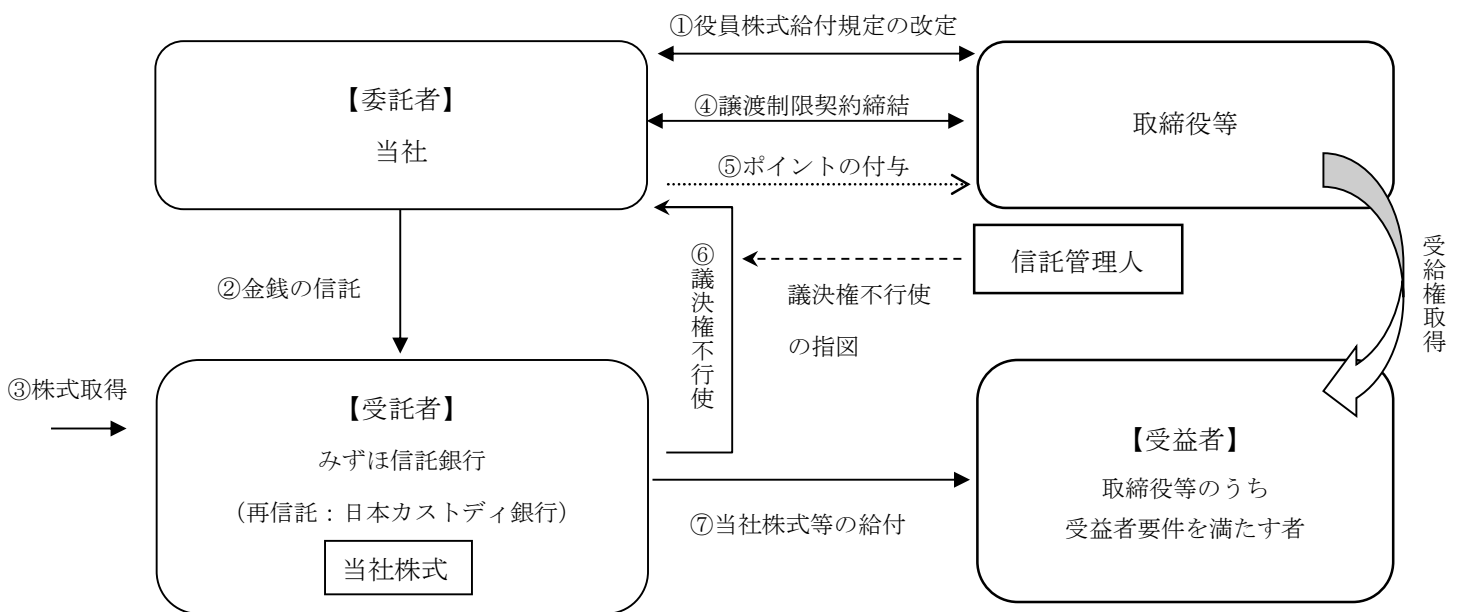 ①役員株式給付規定の改定
【委託者】
当社
④譲渡制限契約締結
取締役等
⑤ポイントの付与
②金銭の信託
⑥議決権不行使
信託管理人
議決権不行使
の指図
受給権取得
③株式取得
【受託者】
みずほ信託銀行
(再信託：日本カストディ銀行)
当社株式
⑦当社株式等の給付
【受益者】
取締役等のうち
受益者要件を満たす者